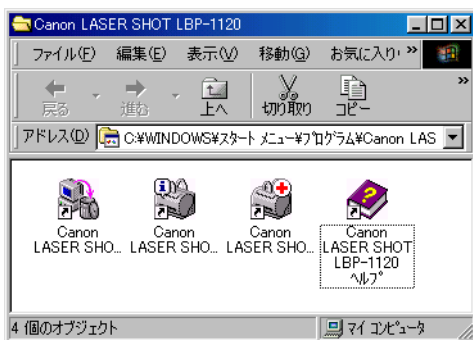 Canon LASER SHOT LBP-1120
ファイル(F) 編集(E) 表示(V) 移動(G) お気に入り »
戻る 進む 上へ 切り取り コピー »
アドレス(D) C:¥WINDOWS¥スタート メニュー¥プログラム¥Canon LAS
Canon
LASER SHO...
Canon
LASER SHO...
Canon
LASER SHO...
Canon
LASER SHOT
LBP-1120
ヘルプ
4 個のオブジェクト マイ コンピュータ